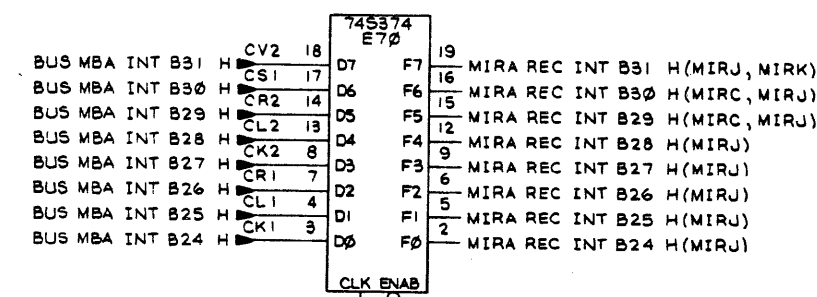 74S374
E7Ø
BUS MBA INT B31 H CV2 18 D7 F7 19 MIRA REC INT B31 H(MIRJ, MIRK)
BUS MBA INT B3Ø H CS1 17 D6 F6 16 MIRA REC INT B3Ø H(MIRC, MIRJ)
BUS MBA INT B29 H CR2 14 D5 F5 15 MIRA REC INT B29 H(MIRC, MIRJ)
BUS MBA INT B28 H CL2 13 D4 F4 12 MIRA REC INT B28 H(MIRJ)
BUS MBA INT B27 H CK2 8 D3 F3 9 MIRA REC INT B27 H(MIRJ)
BUS MBA INT B26 H CR1 7 D2 F2 6 MIRA REC INT B26 H(MIRJ)
BUS MBA INT B25 H CL1 4 D1 F1 5 MIRA REC INT B25 H(MIRJ)
BUS MBA INT B24 H CK1 3 DØ FØ 2 MIRA REC INT B24 H(MIRJ)
CLK ENAB